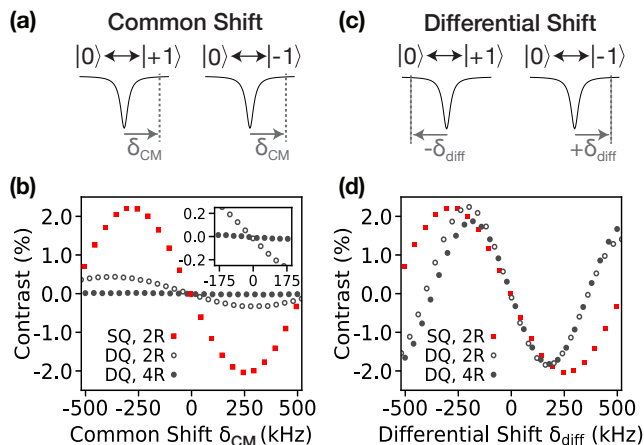 (a) Common Shift
|0⟩ ↔ |+1⟩ |0⟩ ↔ |-1⟩
δCM δCM
(c) Differential Shift
|0⟩ ↔ |+1⟩ |0⟩ ↔ |-1⟩
-δdiff +δdiff
(b)
Contrast (%)
2.0
1.0
0.0
-1.0
-2.0
0.2
0.0
-0.2
-175 0 175
SQ, 2R
DQ, 2R
DQ, 4R
-500 -250 0 250 500
Common Shift δCM (kHz)
(d)
Contrast (%)
2.0
1.0
0.0
-1.0
-2.0
SQ, 2R
DQ, 2R
DQ, 4R
-500 -250 0 250 500
Differential Shift δdiff (kHz)